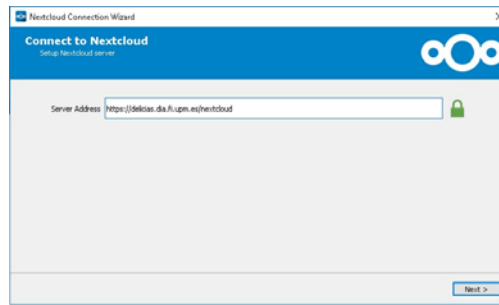 Nextcloud Connection Wizard
Connect to Nextcloud
Setup Nextcloud server
Server Address https://delicias.dia.fi.upm.es/nextcloud
Next >